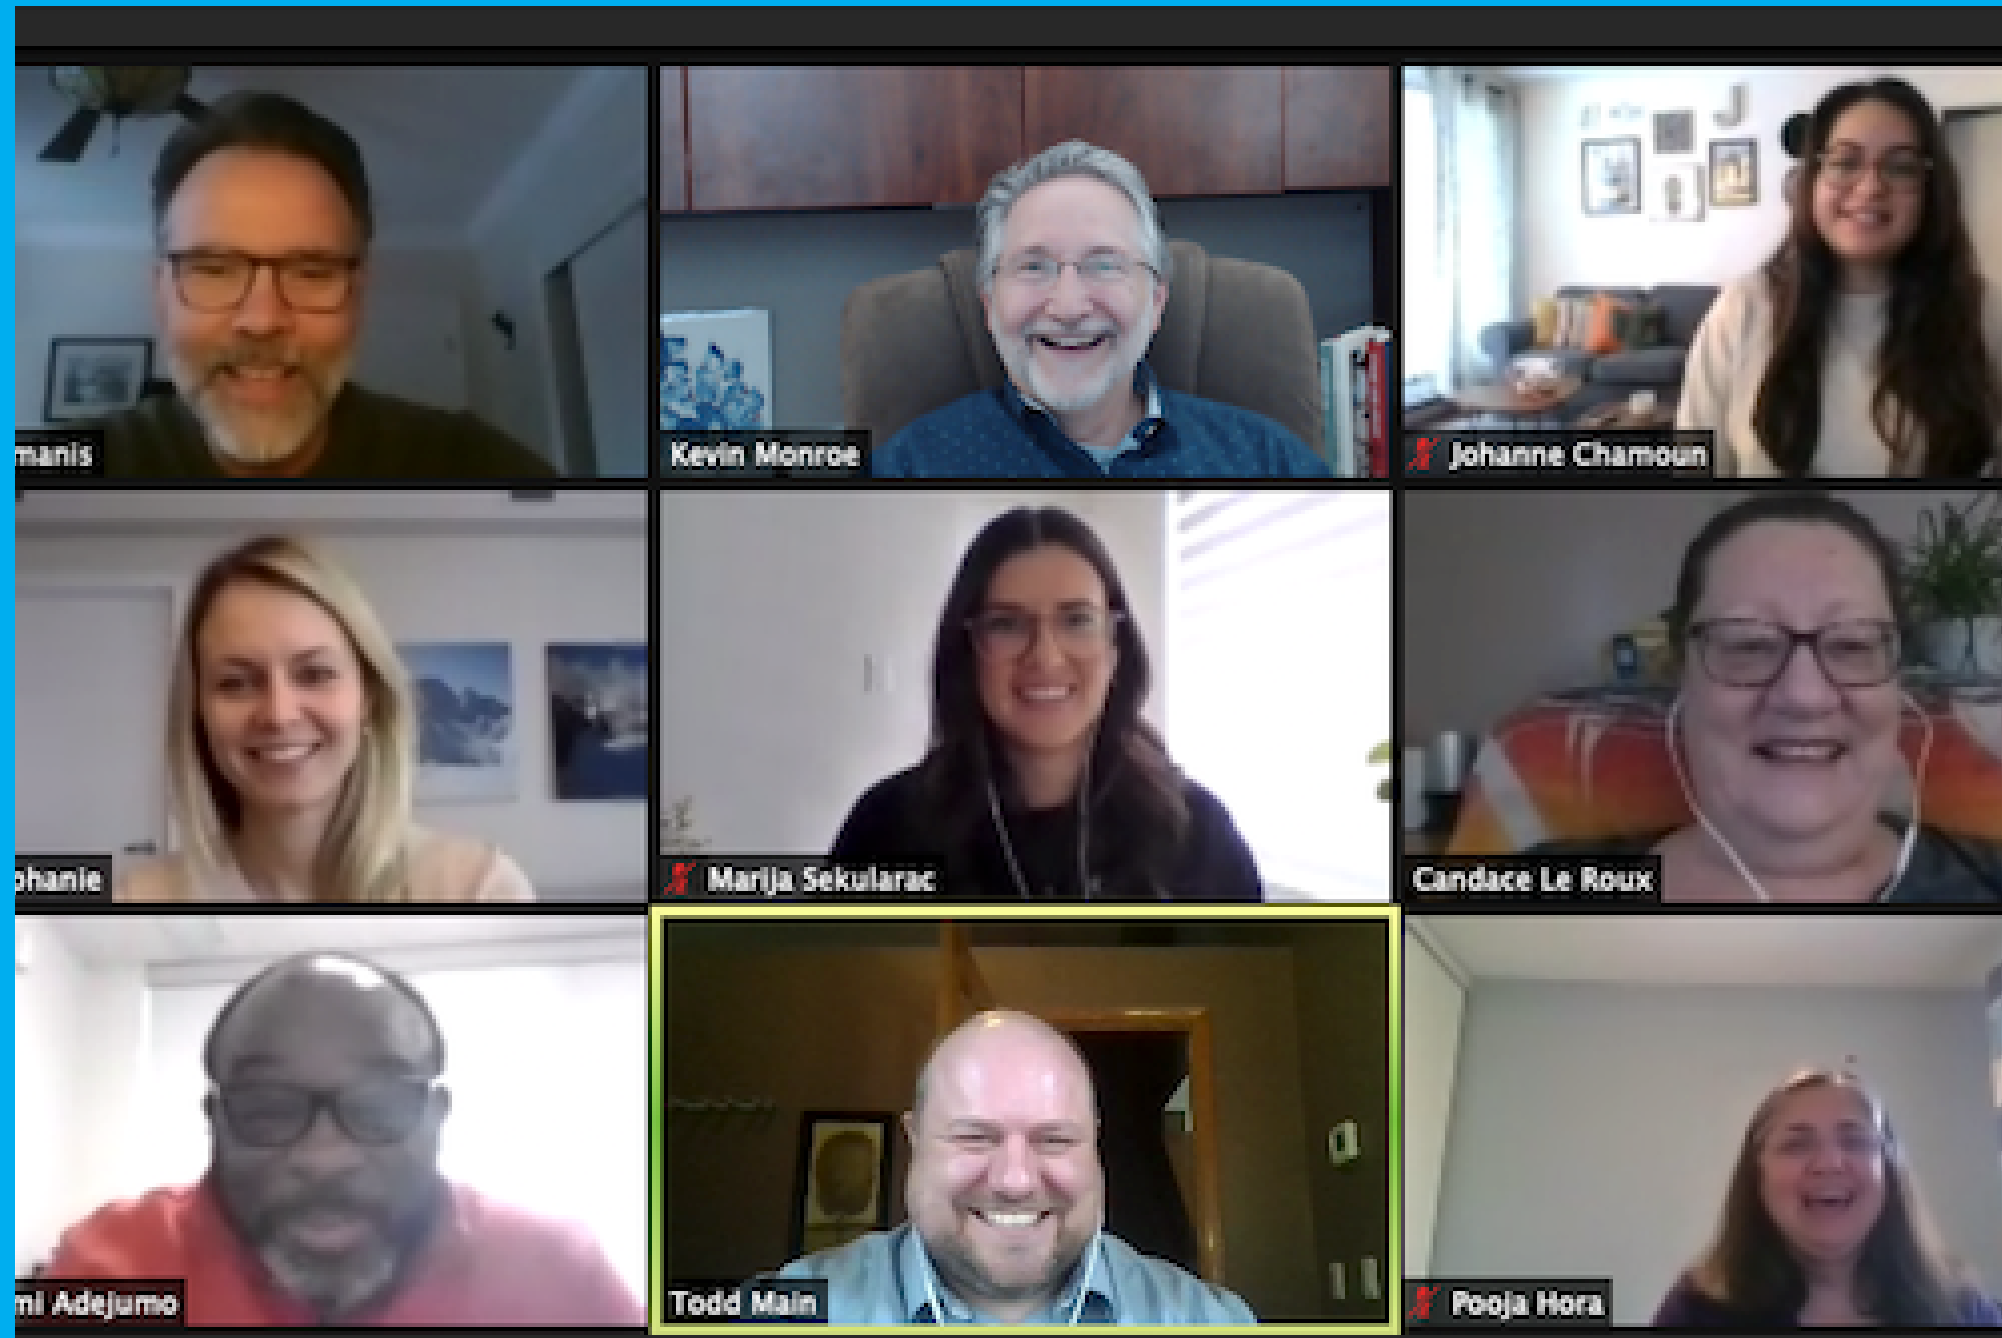 manis
Kevin Monroe
Johanne Chamoun
phanie
Marija Sekularac
Candace Le Roux
mi Adejumo
Todd Main
Pooja Hora